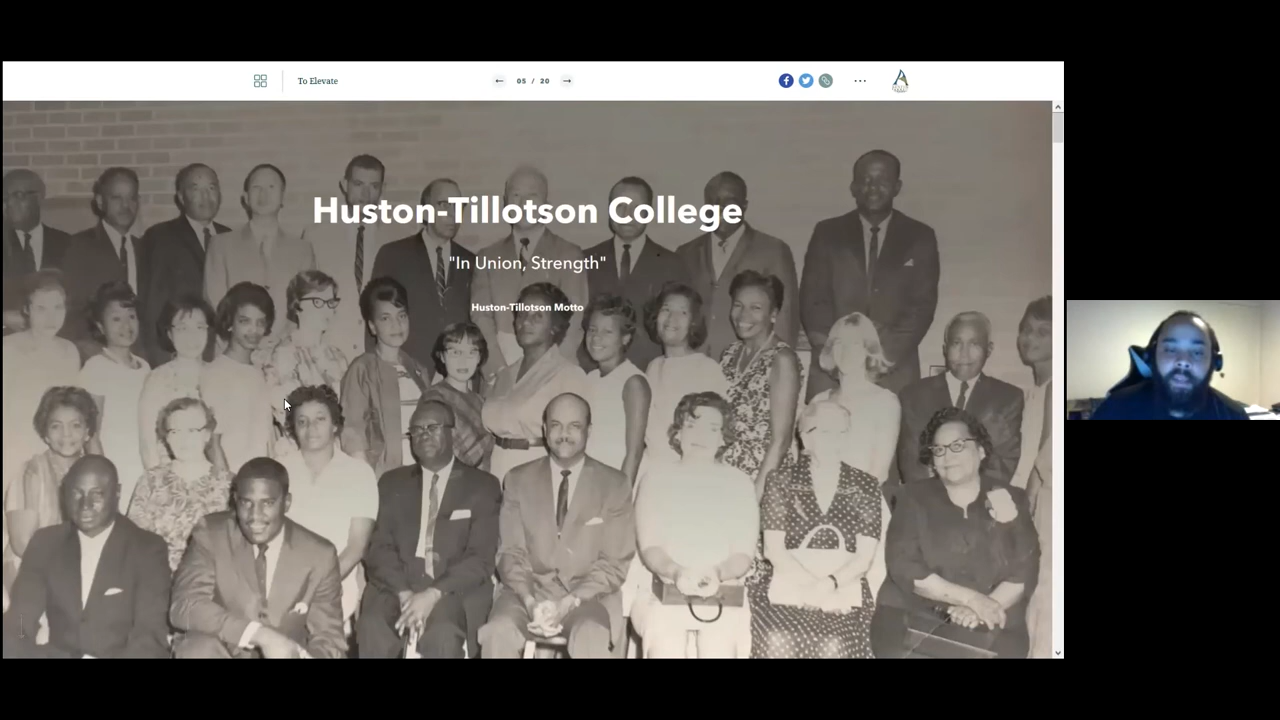 To Elevate
05 / 20
Huston-Tillotson College
"In Union, Strength"
Huston-Tillotson Motto